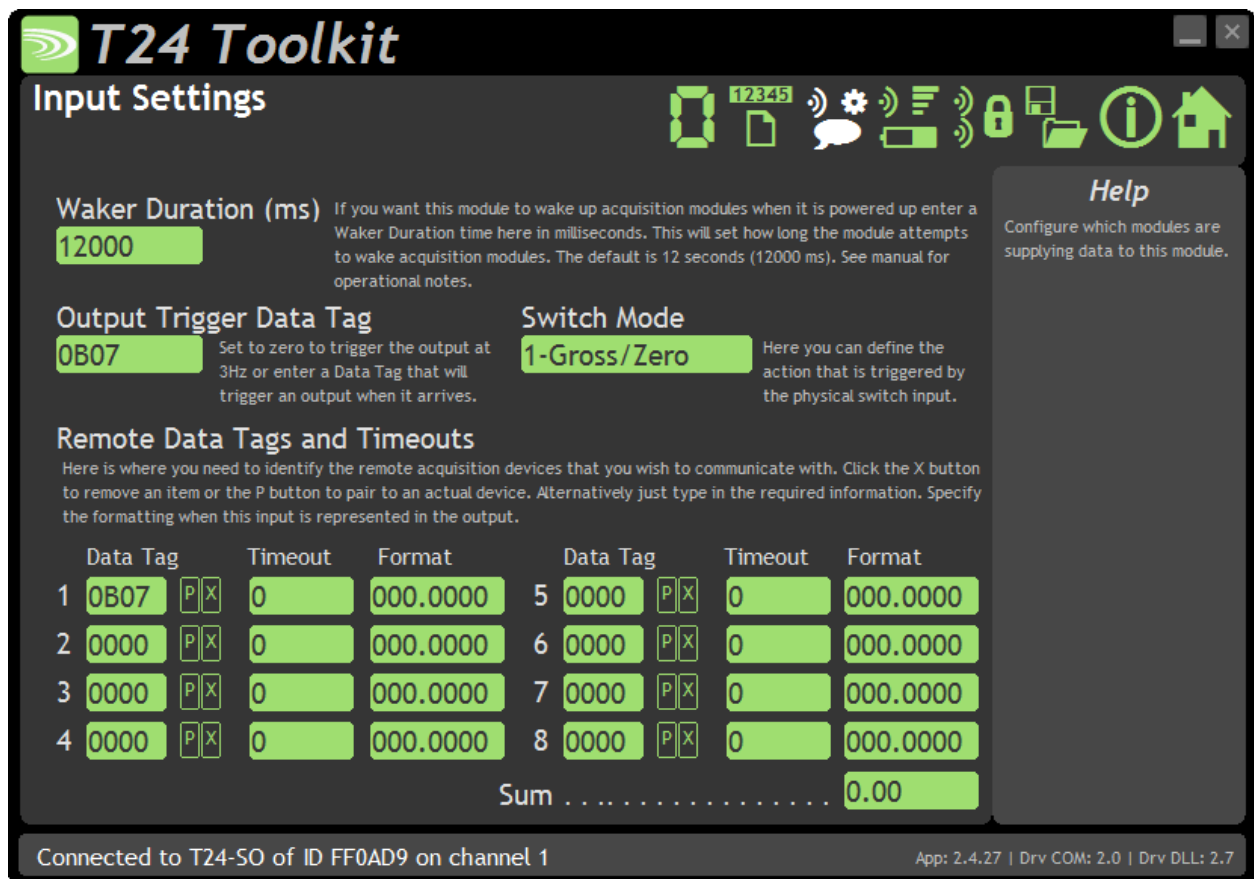 T24 Toolkit
Input Settings
12345
Waker Duration (ms)
12000
If you want this module to wake up acquisition modules when it is powered up enter a
Waker Duration time here in milliseconds. This will set how long the module attempts
to wake acquisition modules. The default is 12 seconds (12000 ms). See manual for
operational notes.
Output Trigger Data Tag
0B07
Set to zero to trigger the output at
3Hz or enter a Data Tag that will
trigger an output when it arrives.
Switch Mode
1-Gross/Zero
Here you can define the
action that is triggered by
the physical switch input.
Remote Data Tags and Timeouts
Here is where you need to identify the remote acquisition devices that you wish to communicate with. Click the X button
to remove an item or the P button to pair to an actual device. Alternatively just type in the required information. Specify
the formatting when this input is represented in the output.
Data Tag Timeout Format Data Tag Timeout Format
1 0B07 P X 0 000.0000 5 0000 P X 0 000.0000
2 0000 P X 0 000.0000 6 0000 P X 0 000.0000
3 0000 P X 0 000.0000 7 0000 P X 0 000.0000
4 0000 P X 0 000.0000 8 0000 P X 0 000.0000
Sum . . . . . . . . . . . . . . . . . . 0.00
Help
Configure which modules are
supplying data to this module.
Connected to T24-SO of ID FF0AD9 on channel 1
App: 2.4.27 | Drv COM: 2.0 | Drv DLL: 2.7